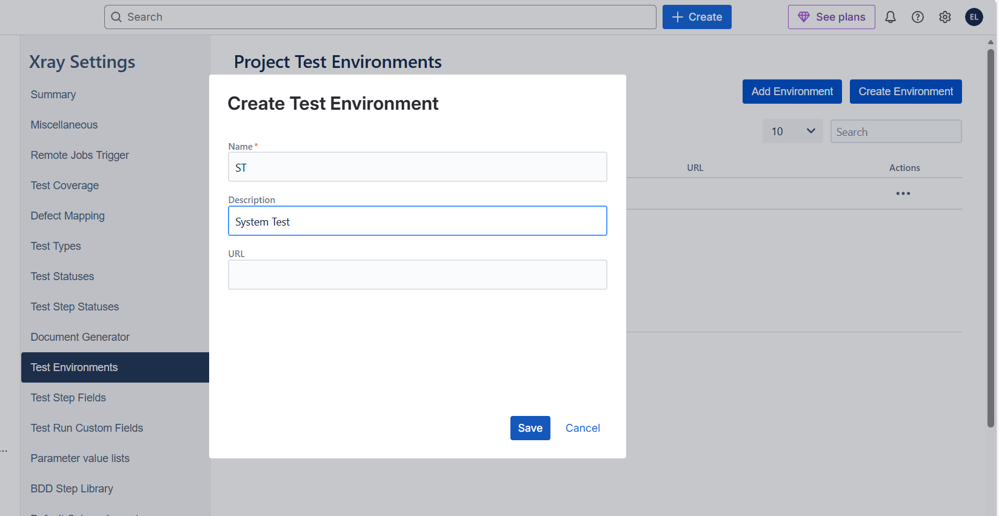 Search
Create
See plans
EL
Xray Settings
Summary
Miscellaneous
Remote Jobs Trigger
Test Coverage
Defect Mapping
Test Types
Test Statuses
Test Step Statuses
Document Generator
Test Environments
Test Step Fields
Test Run Custom Fields
...
Parameter value lists
BDD Step Library
Project Test Environments
Add Environment
Create Environment
10
Search
URL
Actions
Create Test Environment
Name*
ST
Description
System Test
URL
Save
Cancel